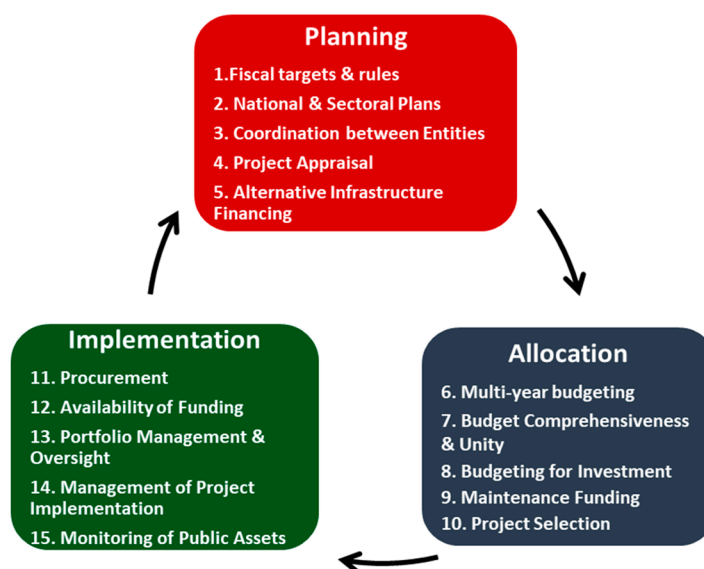 Planning
1.Fiscal targets & rules
2. National & Sectoral Plans
3. Coordination between Entities
4. Project Appraisal
5. Alternative Infrastructure
Financing
Implementation
11. Procurement
12. Availability of Funding
13. Portfolio Management &
Oversight
14. Management of Project
Implementation
15. Monitoring of Public Assets
Allocation
6. Multi-year budgeting
7. Budget Comprehensiveness
& Unity
8. Budgeting for Investment
9. Maintenance Funding
10. Project Selection